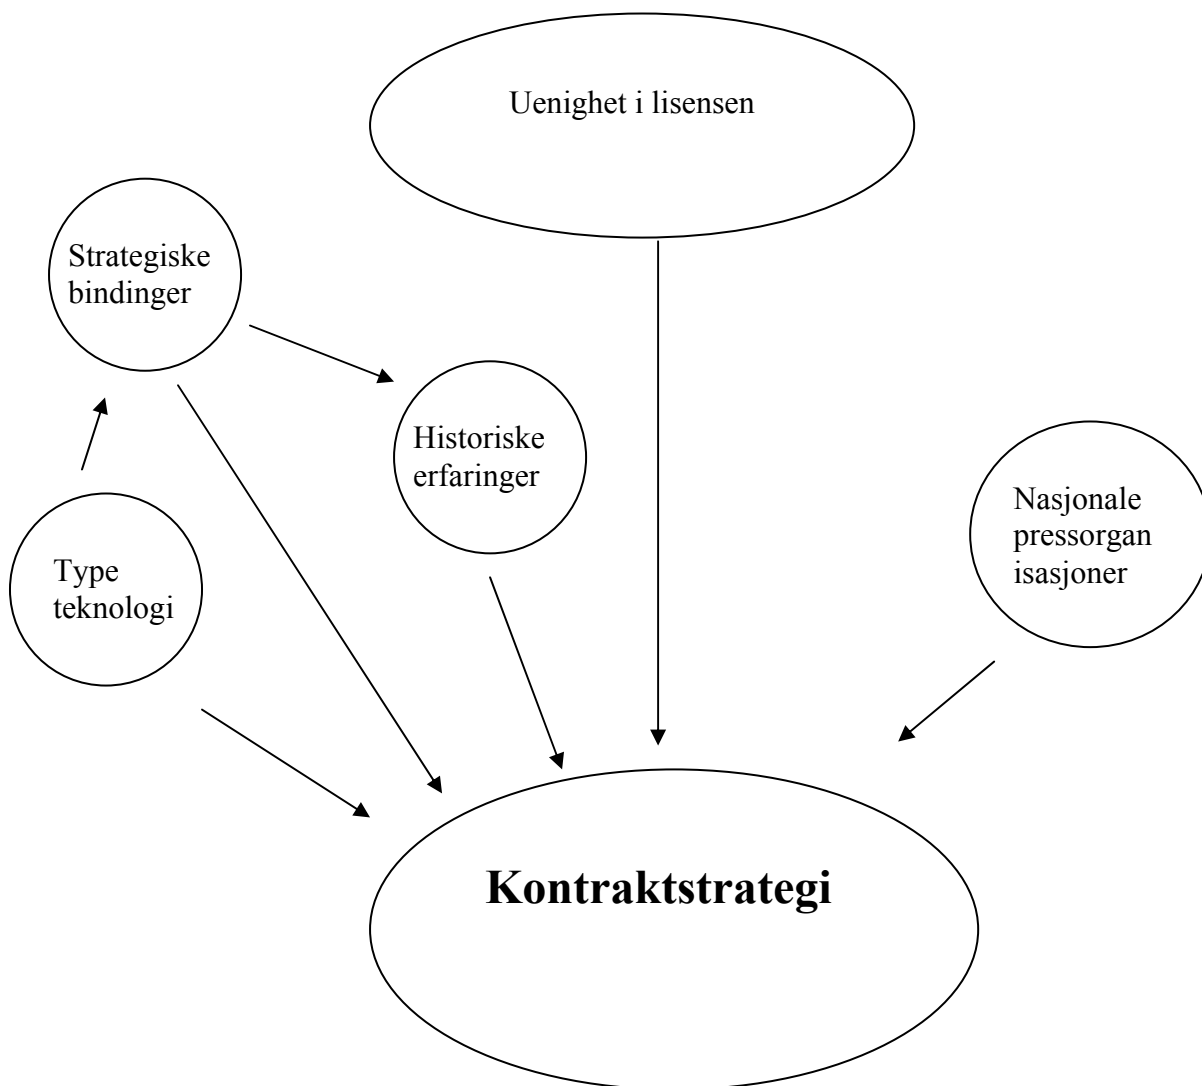 Uenighet i lisensen
Strategiske
bindinger
Historiske
erfaringer
Nasjonale
pressorgan
isasjoner
Type
teknologi
Kontraktstrategi